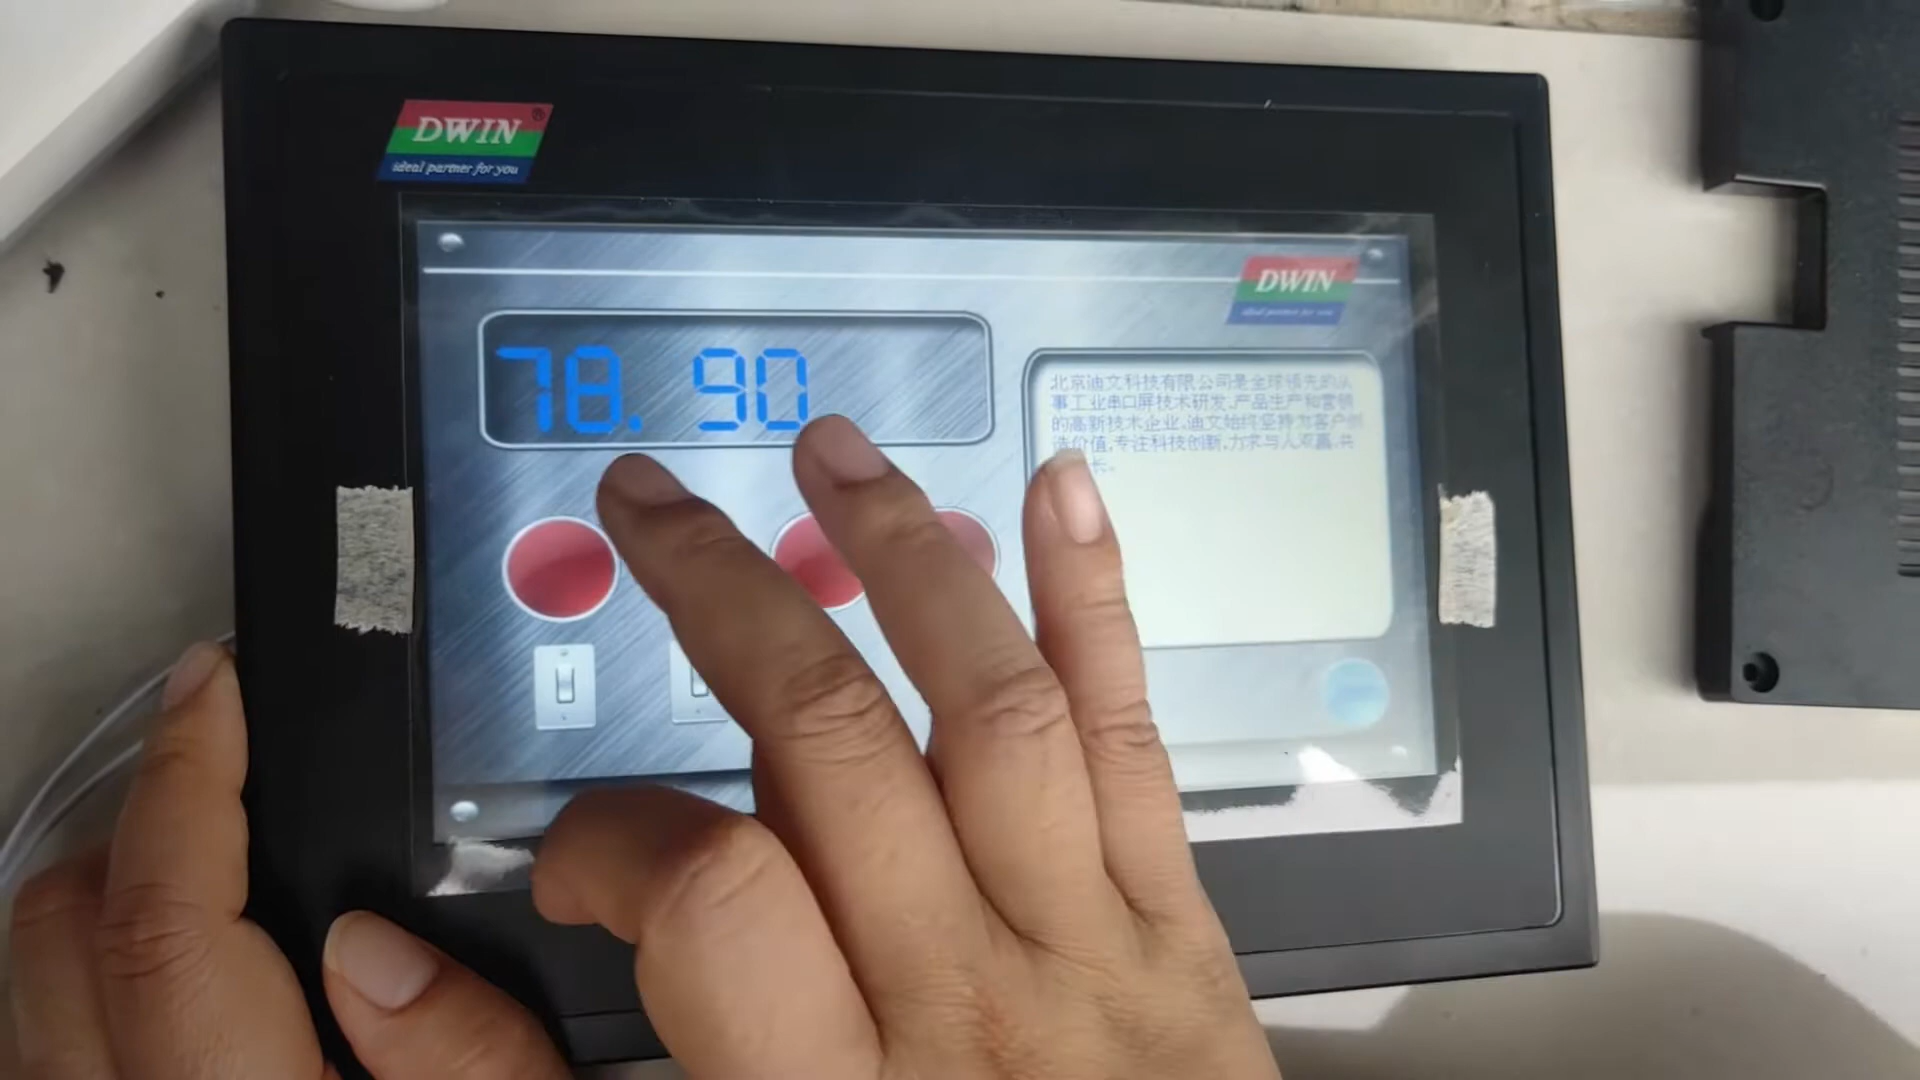 DWIN®
ideal partner for you
DWIN
ideal partner for you
78. 90
北京迪文科技有限公司是全球领先的从
事工业串口屏技术研发,产品生产和营销
的高新技术企业,迪文始终坚持为客户创
造价值,专注科技创新,力求与人双赢,共
长。